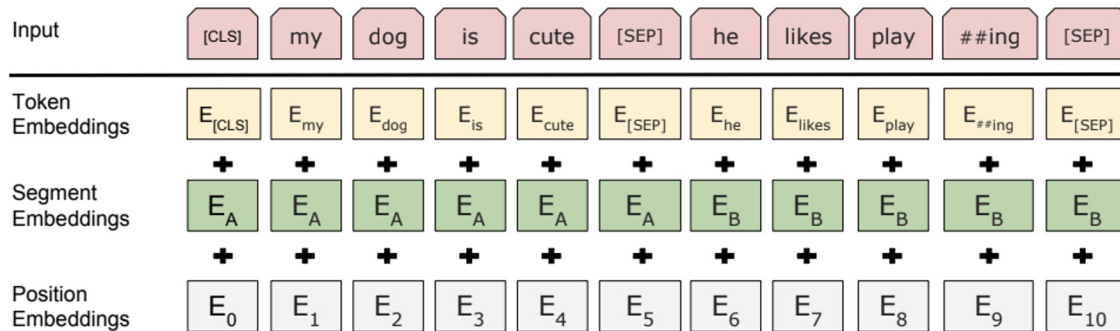 Input [CLS] my dog is cute [SEP] he likes play ##ing [SEP]
Token Embeddings E[CLS] Emy Edog Eis Ecute E[SEP] Ehe Elikes Eplay E##ing E[SEP]
+ + + + + + + + + + +
Segment Embeddings EA EA EA EA EA EA EB EB EB EB EB
+ + + + + + + + + + +
Position Embeddings E0 E1 E2 E3 E4 E5 E6 E7 E8 E9 E10